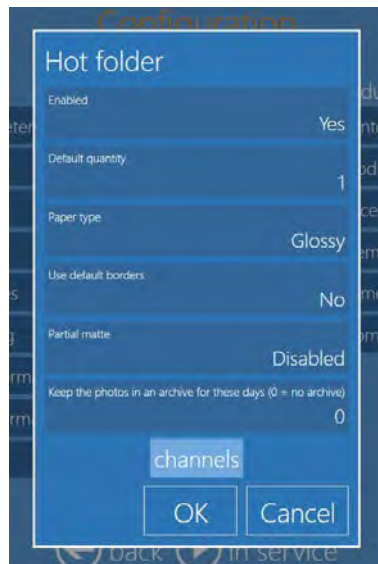 Configuration
Hot folder
Enabled
Yes
Default quantity
1
Paper type
Glossy
Use default borders
No
Partial matte
Disabled
Keep the photos in an archive for these days (0 = no archive)
0
channels
OK Cancel
back in service